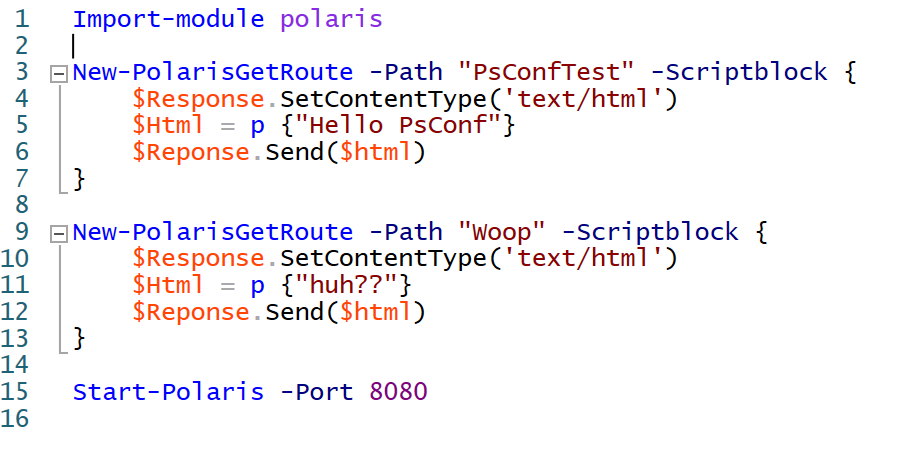 1 Import-module polaris
2
3 New-PolarisGetRoute -Path "PsConfTest" -Scriptblock {
4     $Response.SetContentType('text/html')
5     $Html = p {"Hello PsConf"}
6     $Reponse.Send($html)
7 }
8
9 New-PolarisGetRoute -Path "Woop" -Scriptblock {
10     $Response.SetContentType('text/html')
11     $Html = p {"huh??"}
12     $Reponse.Send($html)
13 }
14
15 Start-Polaris -Port 8080
16